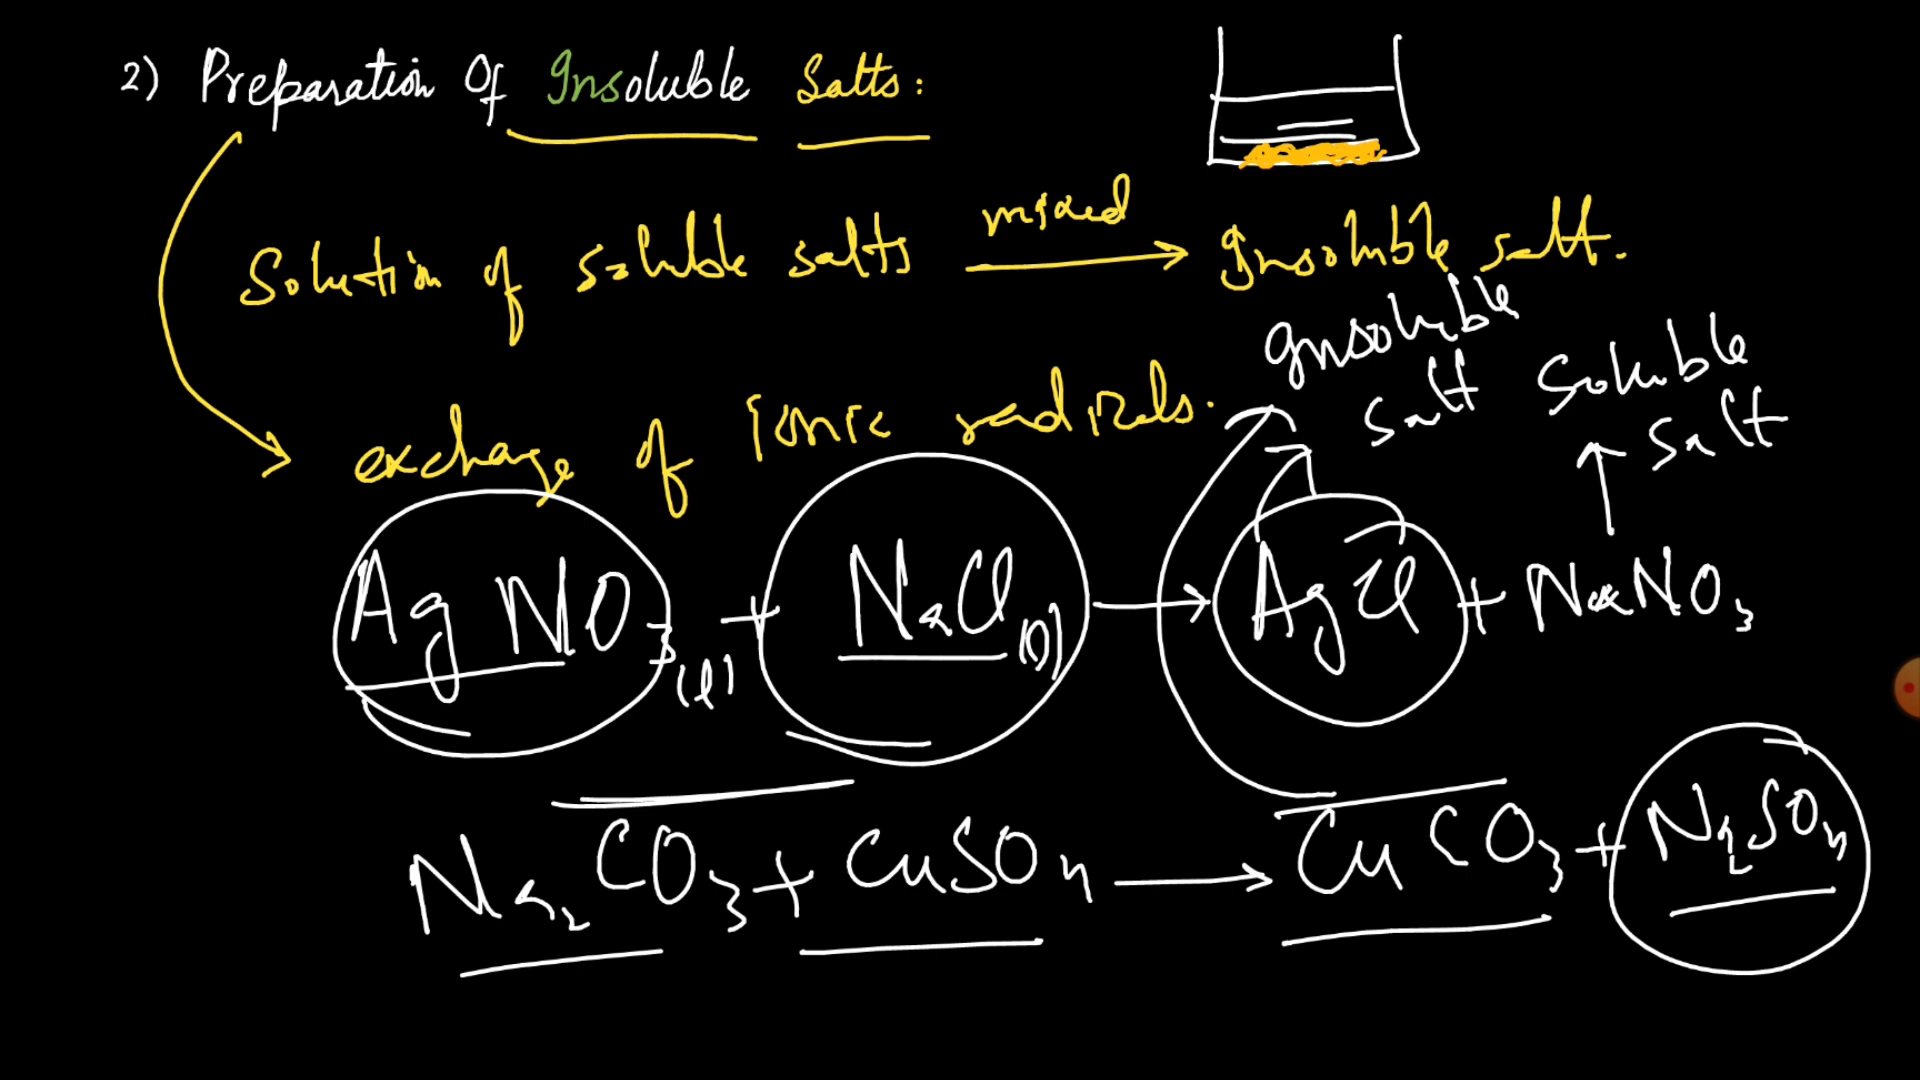 2) Preparation Of Insoluble Salts:
Solution of soluble salts mixed → Insoluble salt.
Insoluble salt
Soluble salt
exchange of ionic radicals.
AgNO₃(l) + NaCl(l) → AgCl + NaNO₃
Na₂CO₃ + CuSO₄ → CuCO₃ + Na₂SO₄